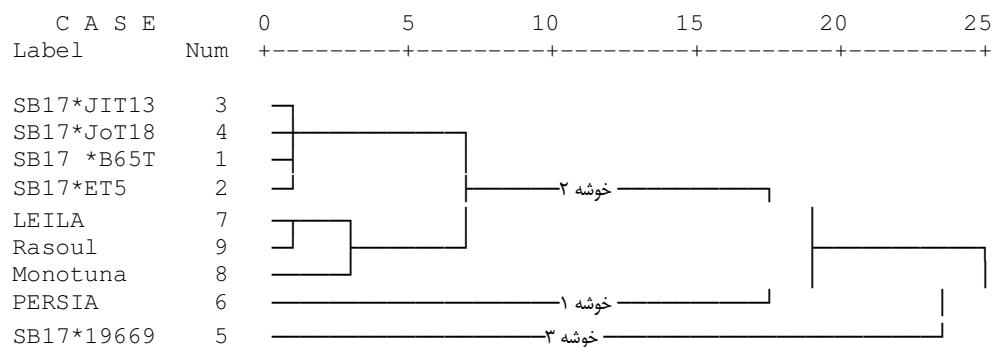 C A S E 0 5 10 15 20 25
Label Num
SB17*JIT13 3
SB17*JoT18 4
SB17 *B65T 1
SB17*ET5 2 خوشه ۲
LEILA 7
Rasoul 9
Monotuna 8
PERSIA 6 خوشه ۱
SB17*19669 5 خوشه ۳